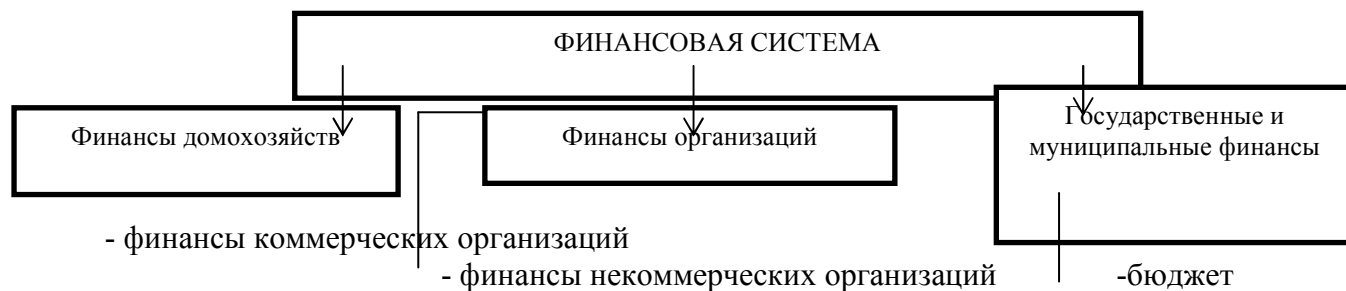 ФИНАНСОВАЯ СИСТЕМА
Финансы домохозяйств
Финансы организаций
Государственные и
муниципальные финансы
- финансы коммерческих организаций
- финансы некоммерческих организаций
-бюджет